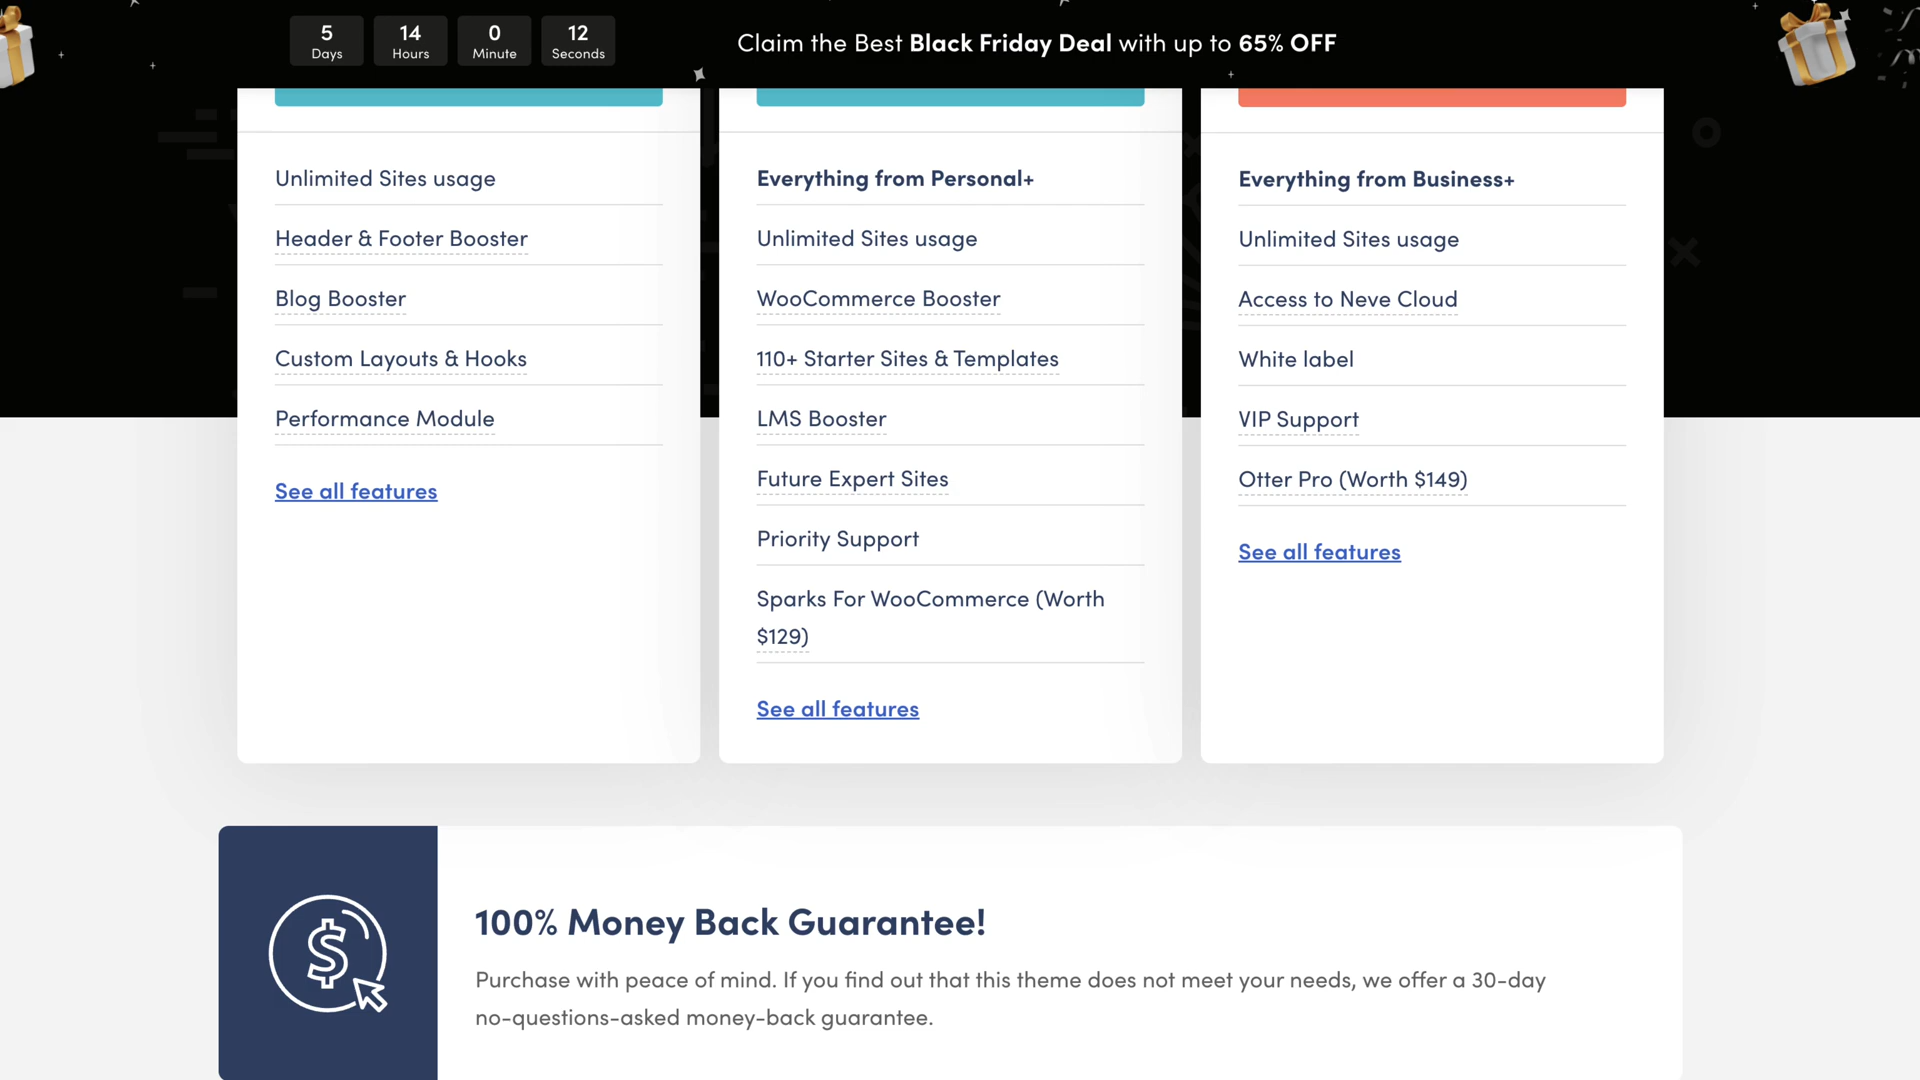 5
Days
14
Hours
0
Minute
12
Seconds
Claim the Best Black Friday Deal with up to 65% OFF
Unlimited Sites usage
Header & Footer Booster
Blog Booster
Custom Layouts & Hooks
Performance Module
See all features
Everything from Personal+
Unlimited Sites usage
WooCommerce Booster
110+ Starter Sites & Templates
LMS Booster
Future Expert Sites
Priority Support
Sparks For WooCommerce (Worth
$129)
See all features
Everything from Business+
Unlimited Sites usage
Access to Neve Cloud
White label
VIP Support
Otter Pro (Worth $149)
See all features
100% Money Back Guarantee!
Purchase with peace of mind. If you find out that this theme does not meet your needs, we offer a 30-day
no-questions-asked money-back guarantee.